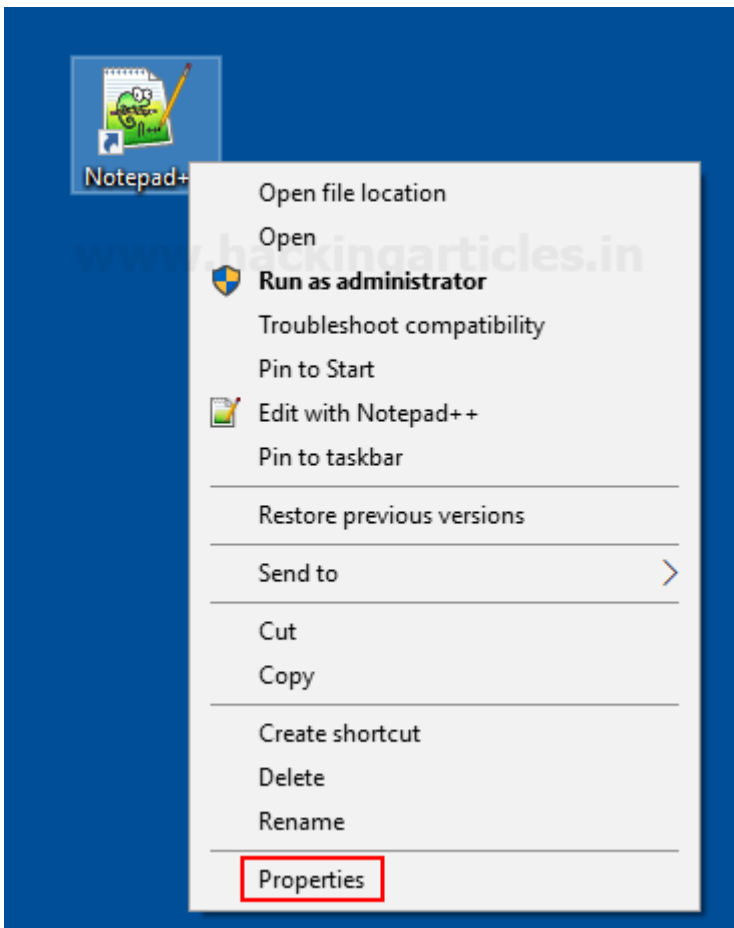 Notepad+
www.hackingarticles.in
Open file location
Open
Run as administrator
Troubleshoot compatibility
Pin to Start
Edit with Notepad++
Pin to taskbar
Restore previous versions
Send to
Cut
Copy
Create shortcut
Delete
Rename
Properties